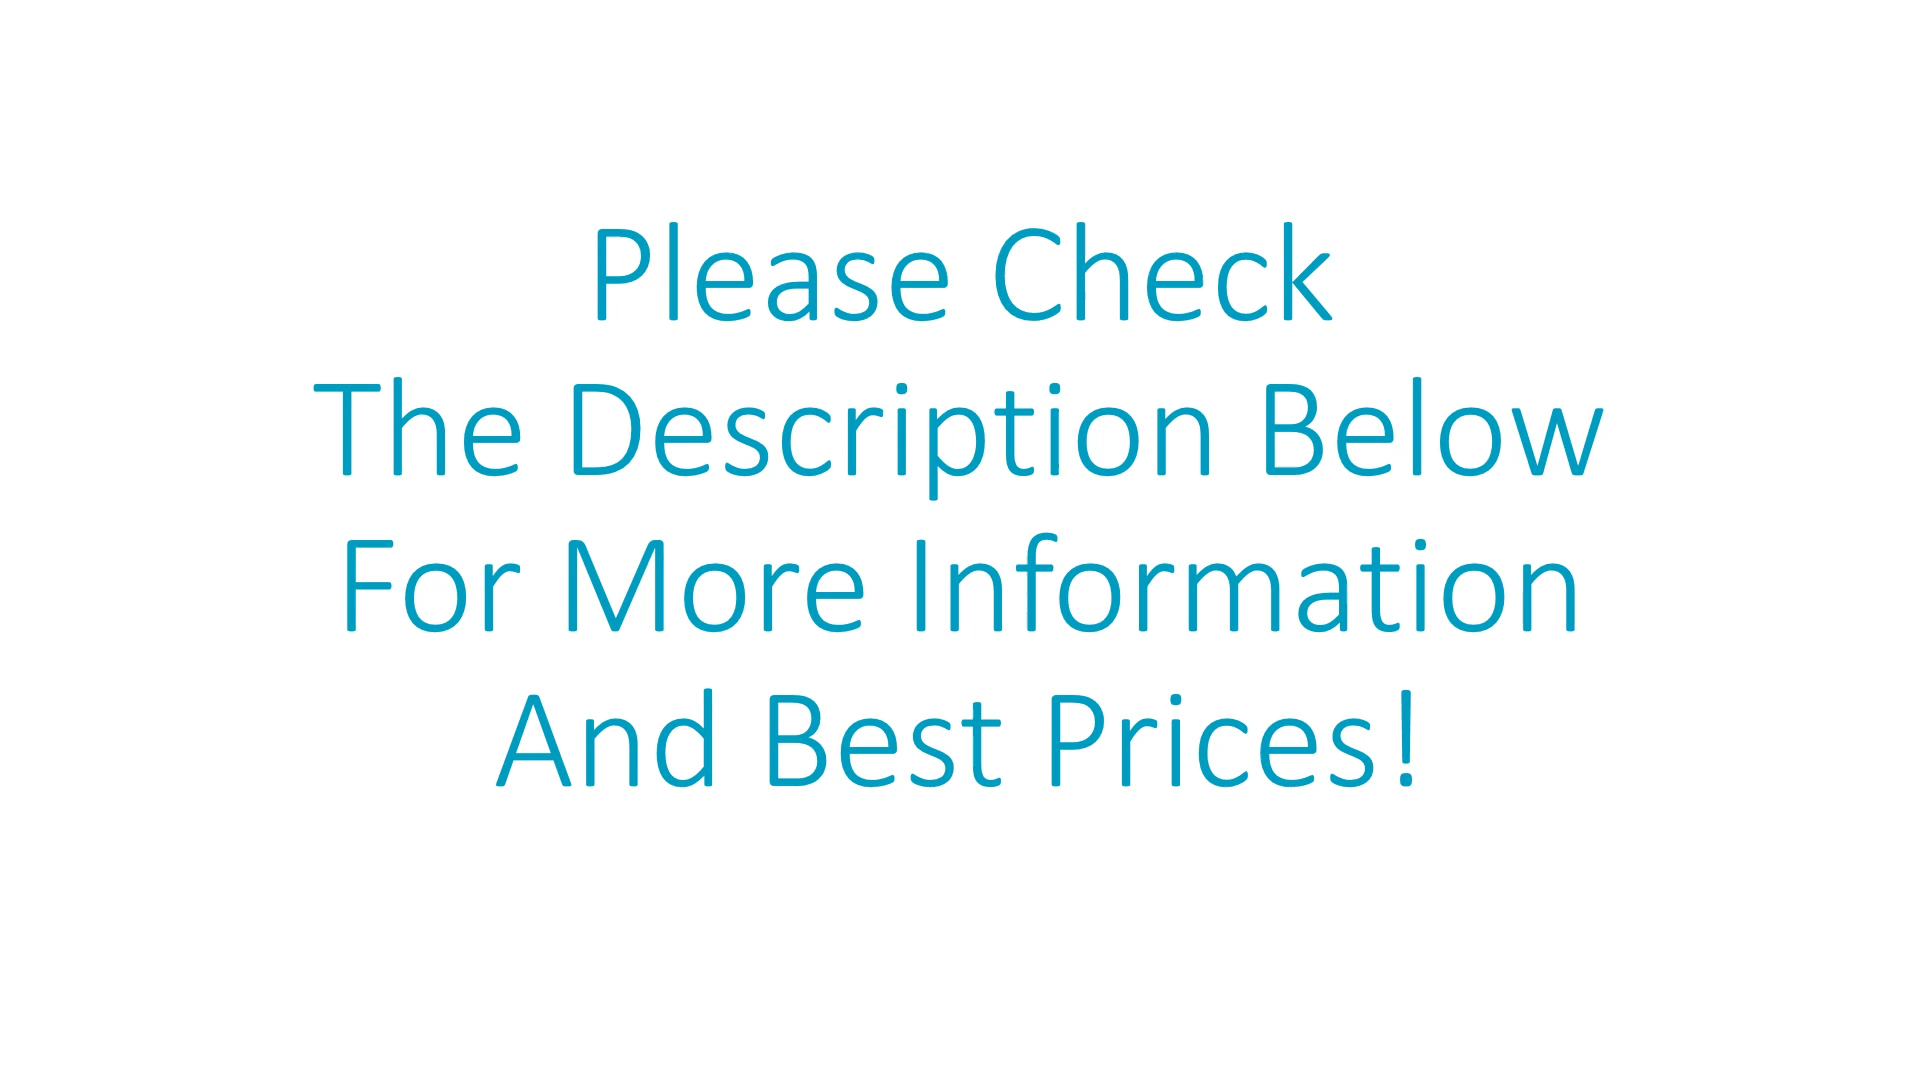 Please Check
The Description Below
For More Information
And Best Prices!